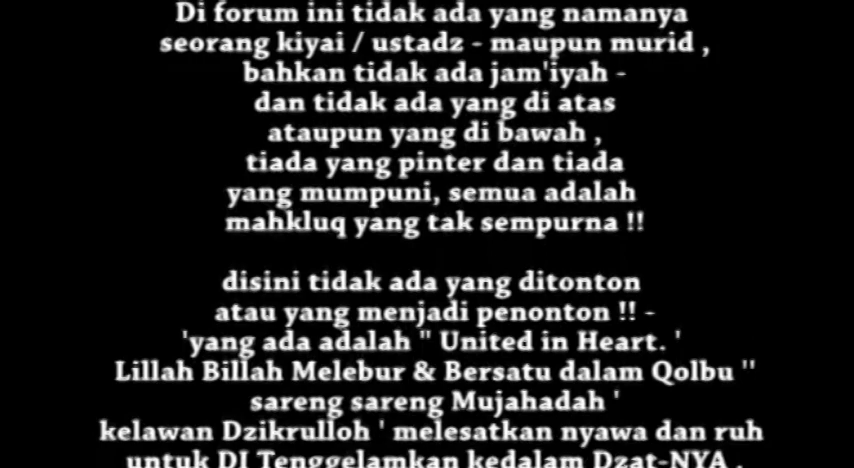 Di forum ini tidak ada yang namanya
seorang kiyai / ustadz - maupun murid ,
bahkan tidak ada jam'iyah -
dan tidak ada yang di atas
ataupun yang di bawah ,
tiada yang pinter dan tiada
yang mumpuni, semua adalah
mahkluq yang tak sempurna !!
disini tidak ada yang ditonton
atau yang menjadi penonton !! -
'yang ada adalah " United in Heart. '
Lillah Billah Melebur & Bersatu dalam Qolbu "
sareng sareng Mujahadah '
kelawan Dzikrulloh ' melesatkan nyawa dan ruh
untuk DI Tenggelamkan kedalam Dzat-NYA .